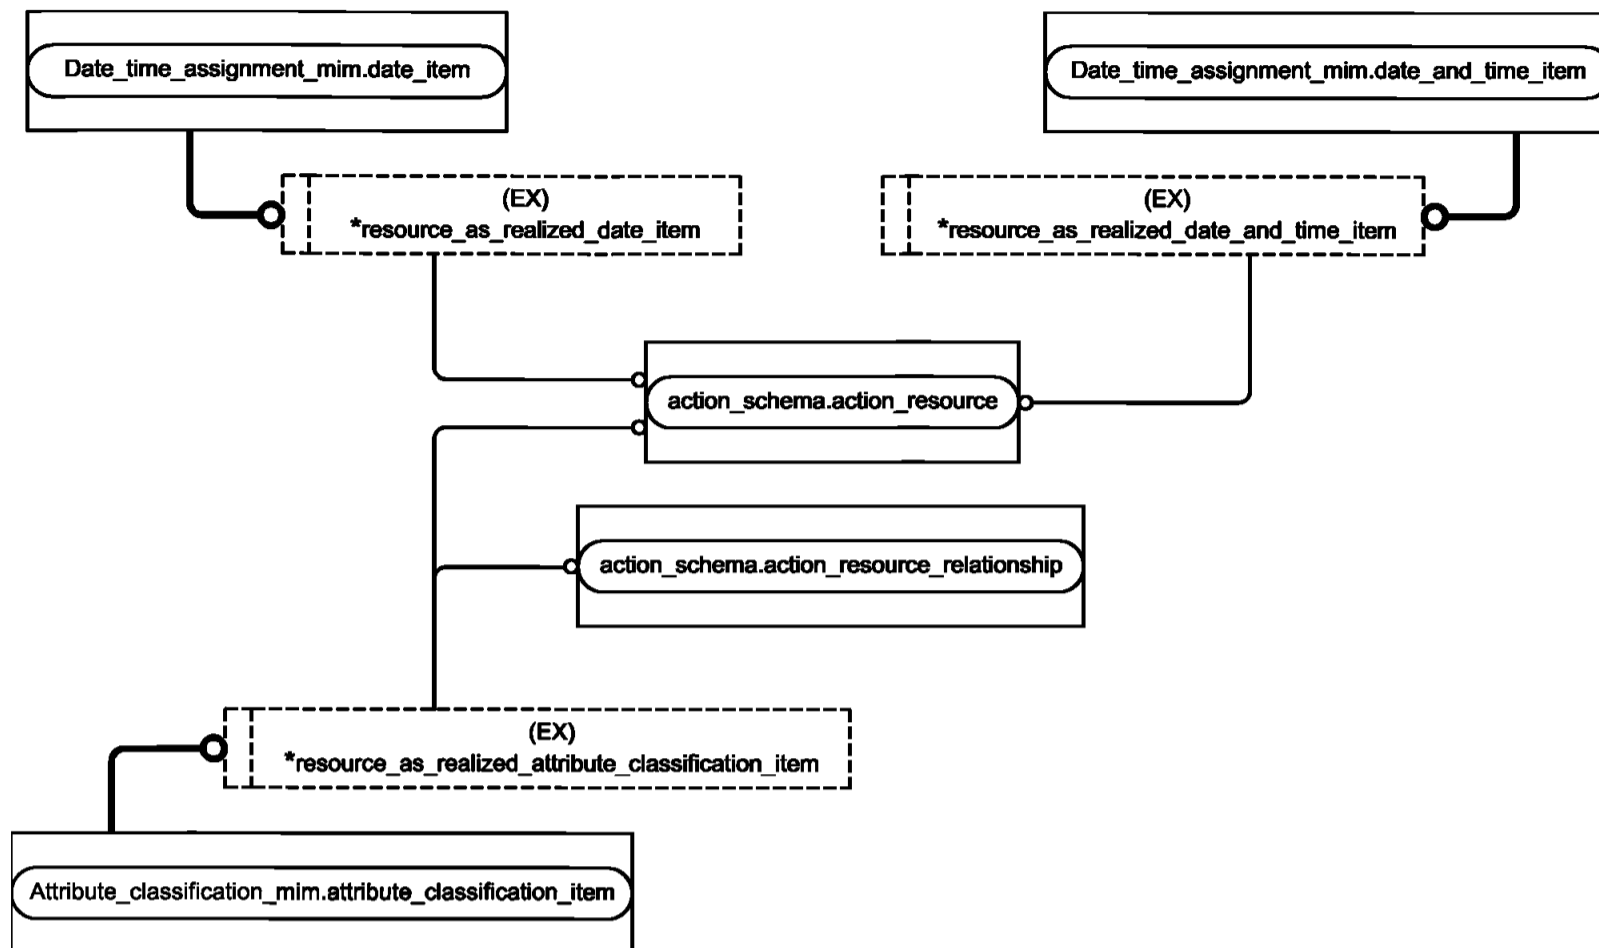 Date_time_assignment_mim.date_item
Date_time_assignment_mim.date_and_time_item
(EX)
*resource_as_realized_date_item
(EX)
*resource_as_realized_date_and_time_item
action_schema.action_resource
action_schema.action_resource_relationship
(EX)
*resource_as_realized_attribute_classification_item
Attribute_classification_mim.attribute_classification_item